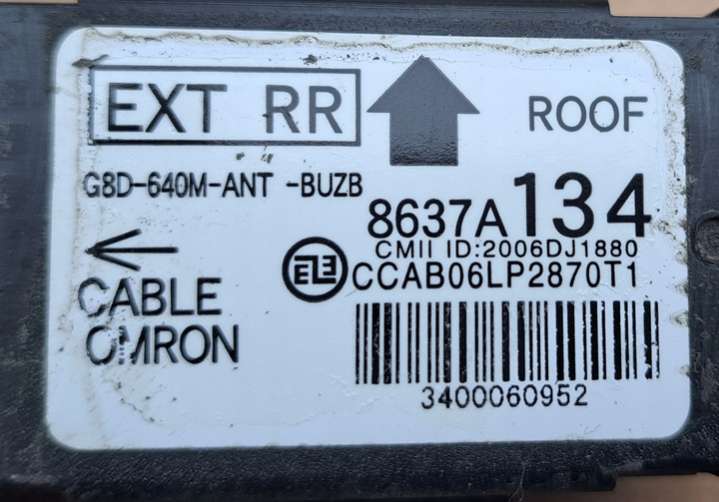 EXT RR
ROOF
G8D-640M-ANT -BUZB
8637A134
CMII ID:2006DJ1880
CCAB06LP2870T1
CABLE
OMRON
3400060952